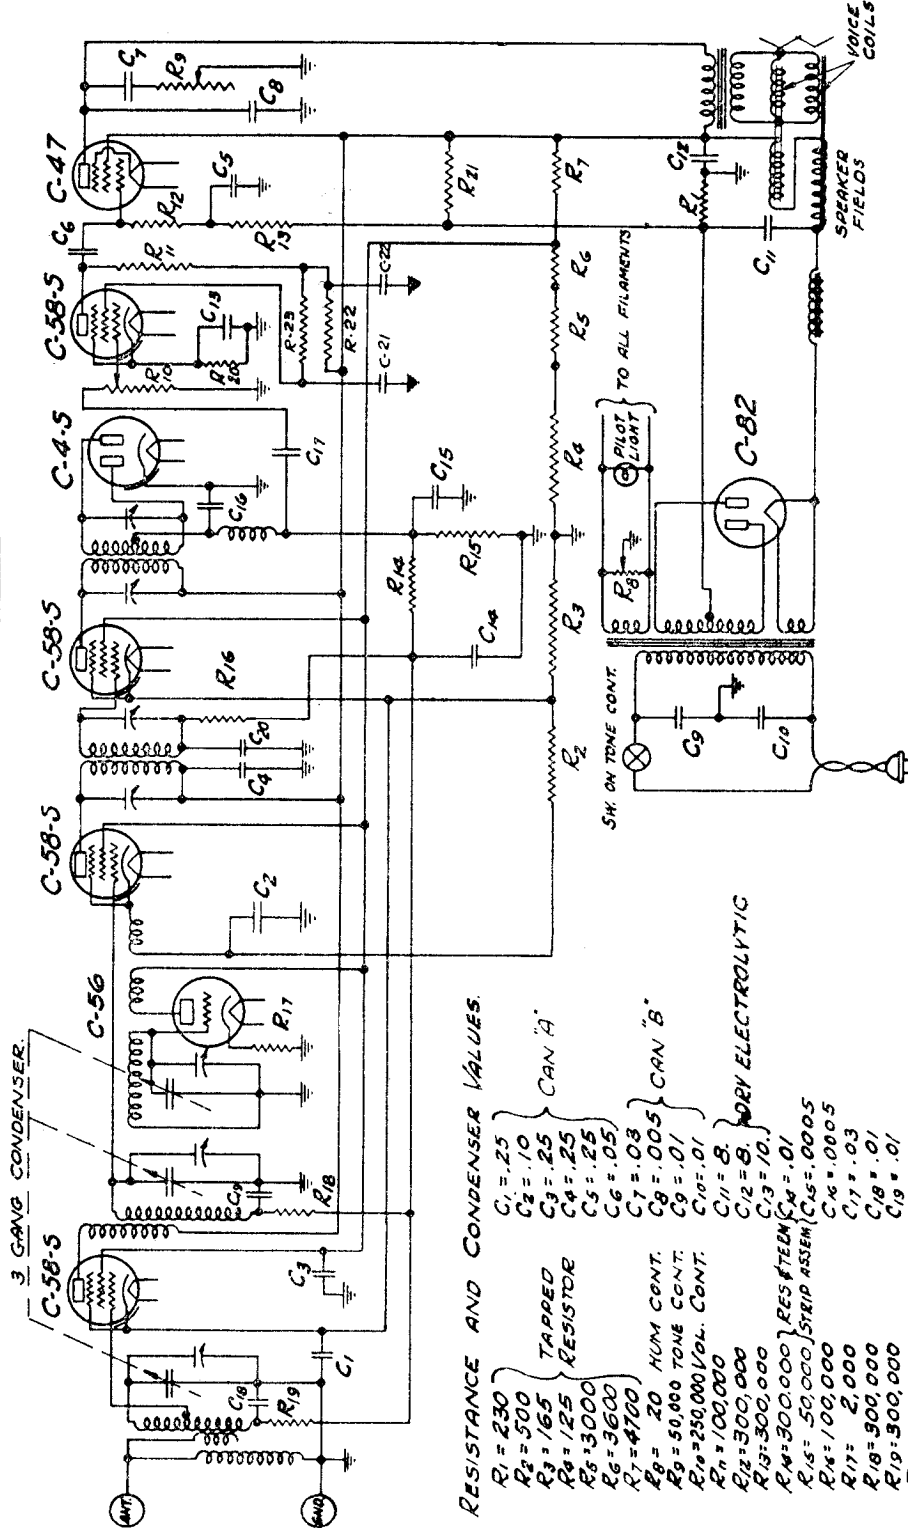 3 GANG CONDENSER.
C-58-S
C-56
C-58-S
C-58-S
C-4-S
C-58-S
C-47
ANT.
GND.
C18
R19
C1
C3
C19
R18
R17
C2
C4
C20
R16
C16
C17
R10
R20
C13
R11
C6
R-23
R-22
C-21
C-22
R12
R13
C5
C7
R9
C8
R14
C15
R15
C14
R21
R2
R3
R4
R5
R6
R7
C12
R1
C11
VOICE
COILS
SPEAKER
FIELDS
TO ALL FILAMENTS
PILOT
LIGHT
R8
C-82
SW. ON TONE CONT.
C9
C10
RESISTANCE AND CONDENSER VALUES.
R1 = 230
R2 = 500
R3 = 165
R4 = 125
R5 = 3000
R6 = 3600
R7 = 4700
TAPPED
RESISTOR
R8 = 20 HUM CONT.
R9 = 50,000 TONE CONT.
R10 = 250,000 VOL. CONT.
R11 = 100,000
R12 = 300,000
R13 = 300,000
R14 = 300,000
R15 = 50,000
STRIP ASSEM
R16 = 100,000
R17 = 2,000
R18 = 300,000
R19 = 300,000
C1 = .25
C2 = .10
C3 = .25
C4 = .25
C5 = .25
C6 = .05
CAN "A"
C7 = .03
C8 = .005
C9 = .01
C10 = .01
CAN "B"
C11 = 8.
C12 = 8.
C13 = 10.
DRY ELECTROLYTIC
C14 = .01
C15 = .0005
C16 = .0005
C17 = .03
C18 = .01
C19 = .01